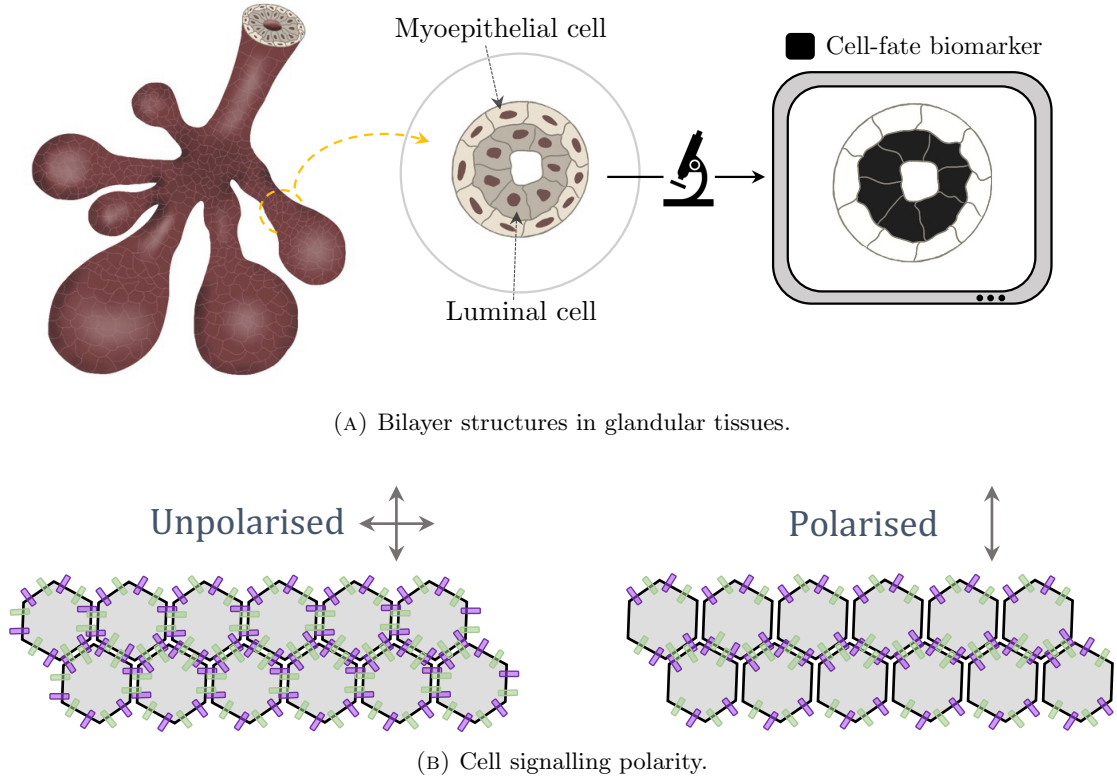 Myoepithelial cell
Cell-fate biomarker
Luminal cell
(A) Bilayer structures in glandular tissues.
Unpolarised
Polarised
(B) Cell signalling polarity.